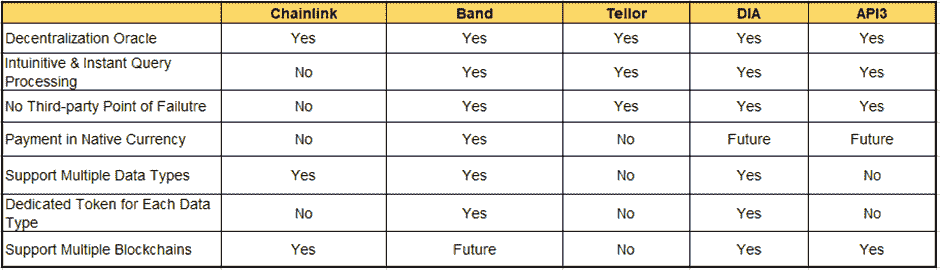 Chainlink Band Tellor DIA API3
Decentralization Oracle Yes Yes Yes Yes Yes
Intuinitive & Instant Query
Processing No Yes Yes Yes Yes
No Third-party Point of Failutre No Yes Yes Yes Yes
Payment in Native Currency No Yes No Future Future
Support Multiple Data Types Yes Yes No Yes No
Dedicated Token for Each Data
Type No Yes No Yes No
Support Multiple Blockchains Yes Future No Yes Yes